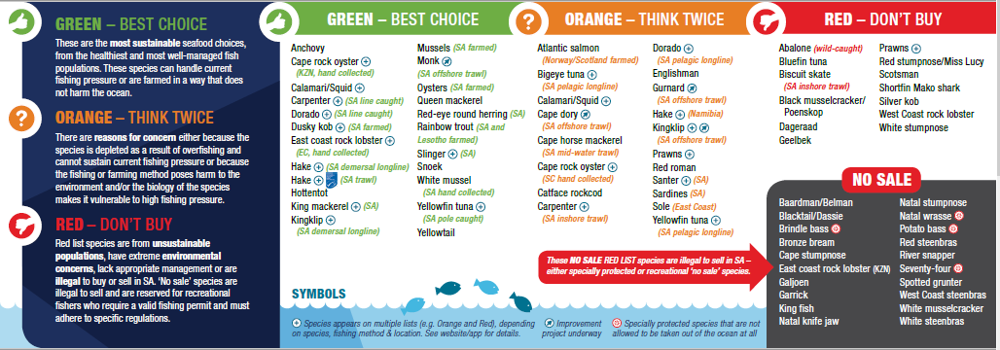 GREEN – BEST CHOICE
These are the most sustainable seafood choices,
from the healthiest and most well-managed fish
populations. These species can handle current
fishing pressure or are farmed in a way that does
not harm the ocean.
ORANGE – THINK TWICE
There are reasons for concern either because the
species is depleted as a result of overfishing and
cannot sustain current fishing pressure or because
the fishing or farming method poses harm to the
environment and/or the biology of the species
makes it vulnerable to high fishing pressure.
RED – DON'T BUY
Red list species are from unsustainable
populations, have extreme environmental
concerns, lack appropriate management or are
illegal to buy or sell in SA. 'No sale' species are
illegal to sell and are reserved for recreational
fishers who require a valid fishing permit and must
adhere to specific regulations.
GREEN – BEST CHOICE
Anchovy
Cape rock oyster
(KZN, hand collected)
Calamari/Squid
Carpenter (SA line caught)
Dorado (SA line caught)
Dusky kob (SA farmed)
East coast rock lobster
(EC, hand collected)
Hake (SA demersal longline)
Hake (SA trawl)
Hottentot
King mackerel (SA)
Kingklip
(SA demersal longline)
Mussels (SA farmed)
Monk
(SA offshore trawl)
Oysters (SA farmed)
Queen mackerel
Red-eye round herring (SA)
Rainbow trout (SA and
Lesotho farmed)
Slinger (SA)
Snoek
White mussel
(SA hand collected)
Yellowfin tuna
(SA pole caught)
Yellowtail
ORANGE – THINK TWICE
Atlantic salmon
(Norway/Scotland farmed)
Bigeye tuna
(SA pelagic longline)
Calamari/Squid
Cape dory
(SA offshore trawl)
Cape horse mackerel
(SA mid-water trawl)
Cape rock oyster
(SC hand collected)
Catface rockcod
Carpenter
(SA inshore trawl)
Dorado
(SA pelagic longline)
Englishman
Gurnard
(SA offshore trawl)
Hake (Namibia)
Kingklip
(SA offshore trawl)
Prawns
Red roman
Santer (SA)
Sardines (SA)
Sole (East Coast)
(SA inshore trawl)
Yellowfin tuna
(SA pelagic longline)
RED – DON'T BUY
Abalone (wild-caught)
Bluefin tuna
Biscuit skate
(SA inshore trawl)
Black musselcracker/
Poenskop
Dageraad
Geelbek
Prawns
Red stumpnose/Miss Lucy
Scotsman
Shortfin Mako shark
Silver kob
West Coast rock lobster
White stumpnose
These NO SALE RED LIST species are illegal to sell in SA –
either specially protected or recreational 'no sale' species.
NO SALE
Baardman/Belman
Blacktail/Dassie
Brindle bass
Bronze bream
Cape stumpnose
East coast rock lobster (KZN)
Galjoen
Garrick
King fish
Natal knife jaw
Natal stumpnose
Natal wrasse
Potato bass
Red steenbras
River snapper
Seventy-four
Spotted grunter
West Coast steenbras
White musselcracker
White steenbras
SYMBOLS
Species appears on multiple lists (e.g. Orange and Red), depending
on species, fishing method & location. See website/app for details.
Improvement
project underway
Specially protected species that are not
allowed to be taken out of the ocean at all